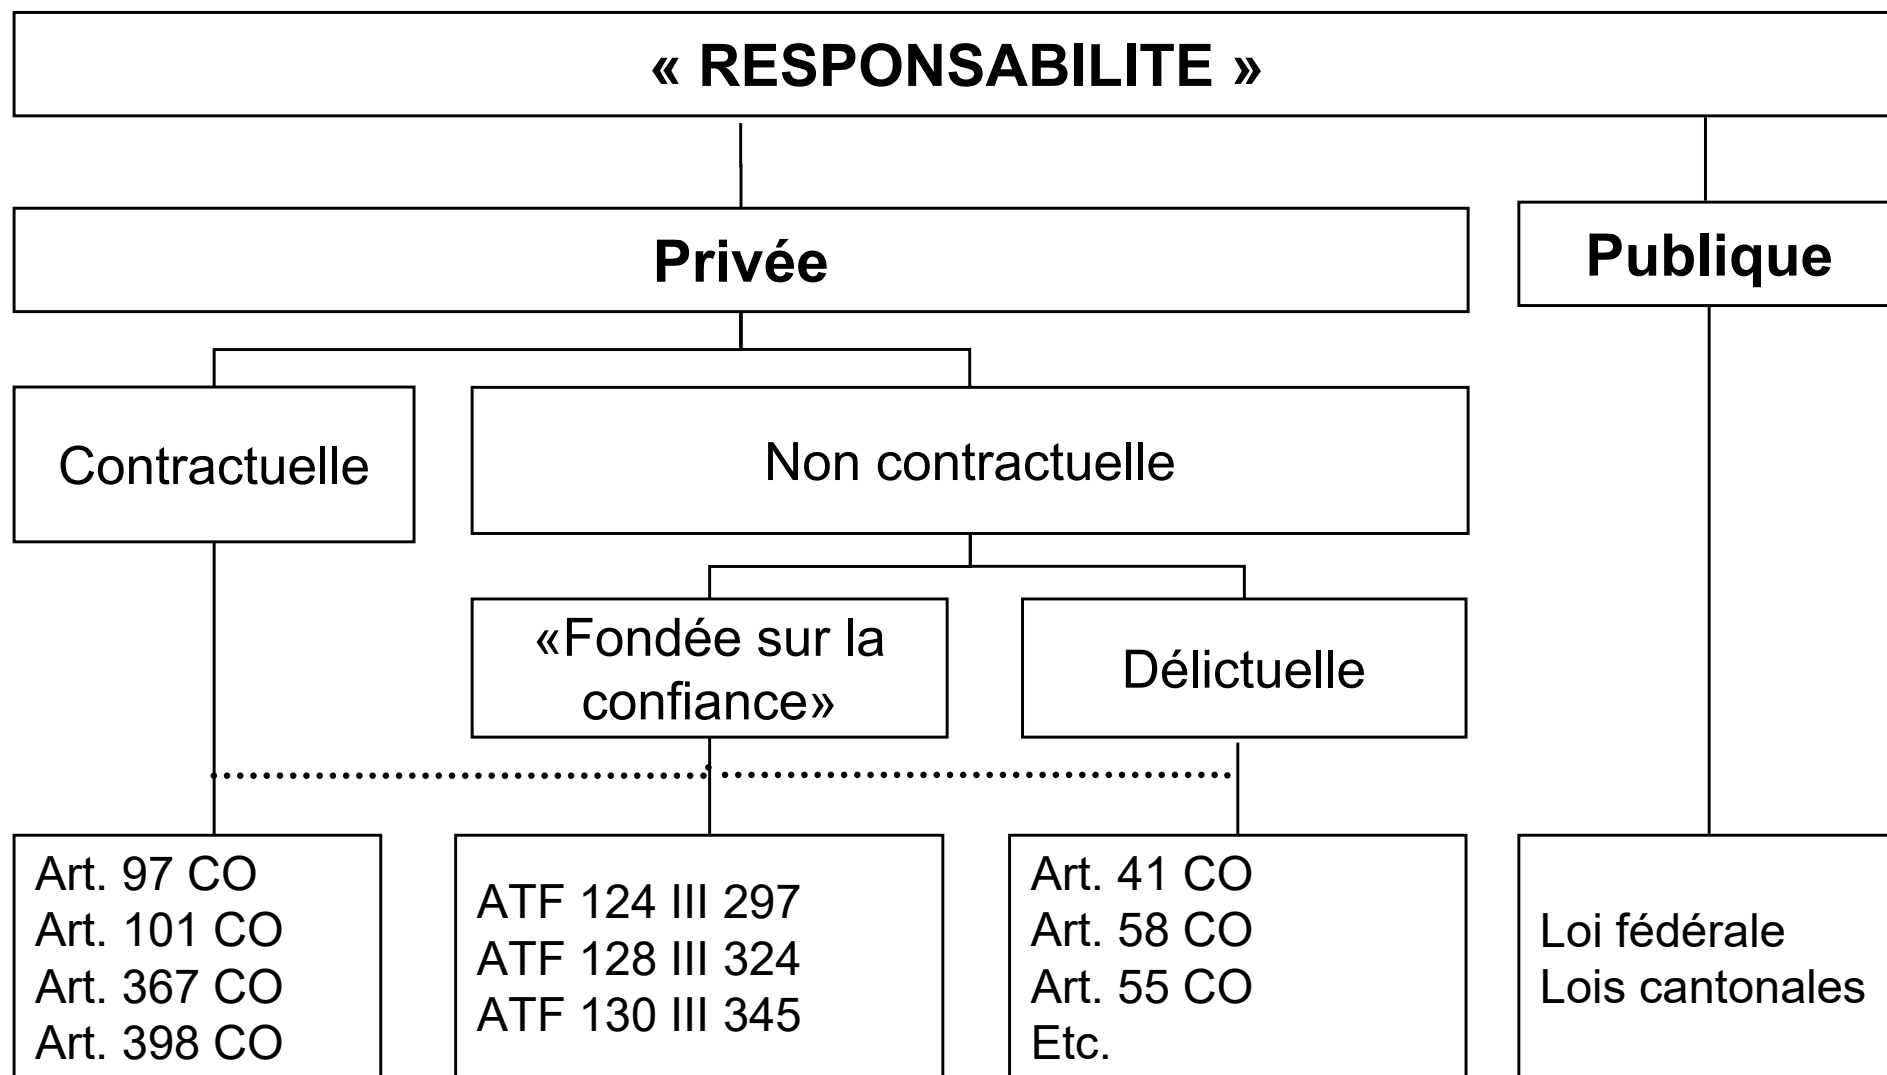 « RESPONSABILITE »
Privée
Publique
Contractuelle
Non contractuelle
«Fondée sur la
confiance»
Délictuelle
Art. 97 CO
Art. 101 CO
Art. 367 CO
Art. 398 CO
ATF 124 III 297
ATF 128 III 324
ATF 130 III 345
Art. 41 CO
Art. 58 CO
Art. 55 CO
Etc.
Loi fédérale
Lois cantonales